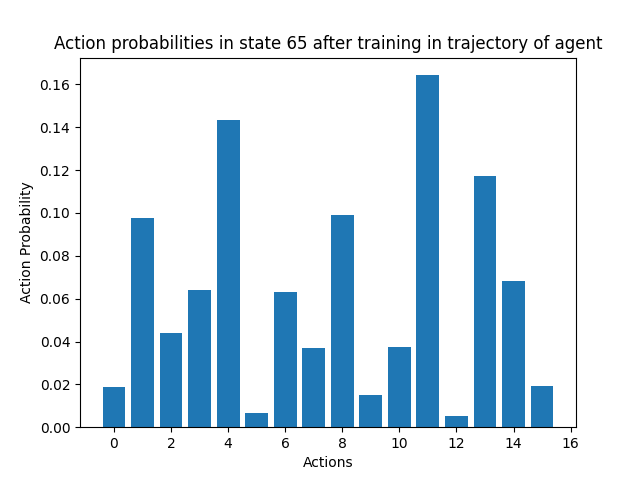 Action probabilities in state 65 after training in trajectory of agent
0.16
0.14
0.12
0.10
0.08
0.06
0.04
0.02
0.00
Action Probability
0 2 4 6 8 10 12 14 16
Actions